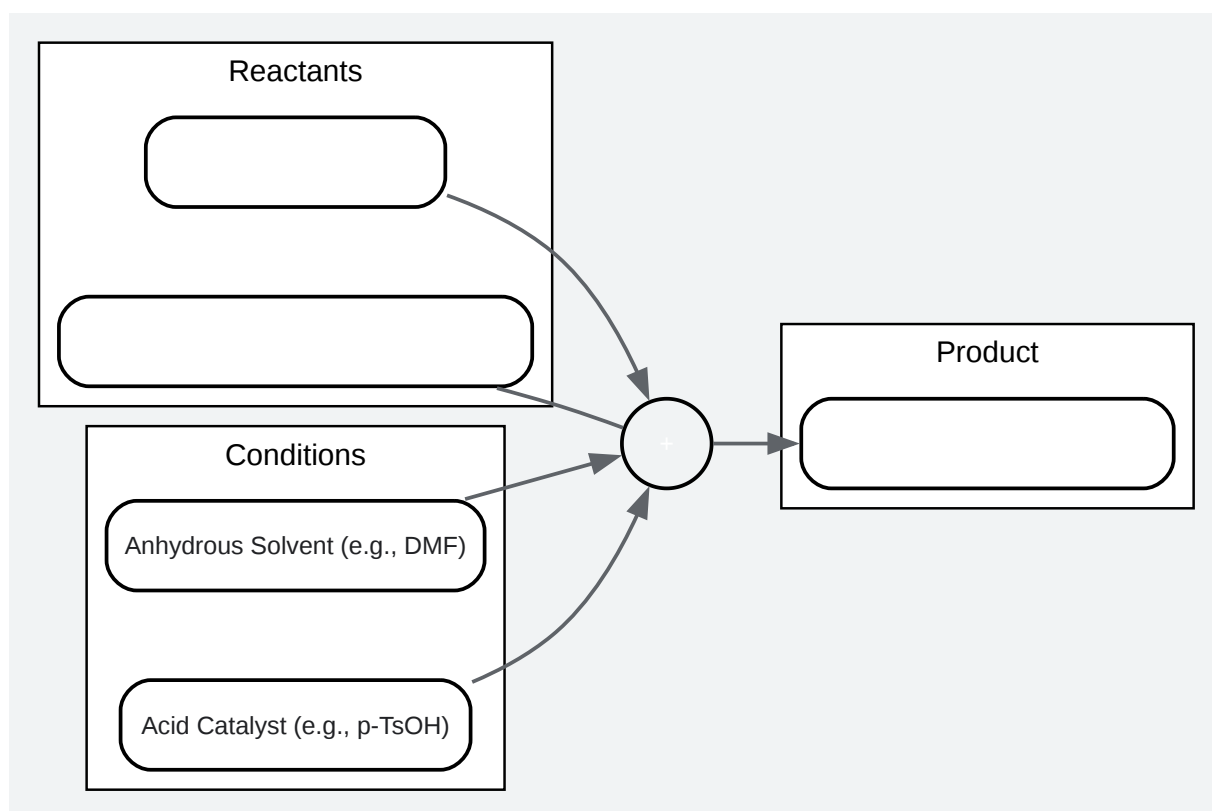 Reactants
Product
+
Conditions
Anhydrous Solvent (e.g., DMF)
Acid Catalyst (e.g., p-TsOH)